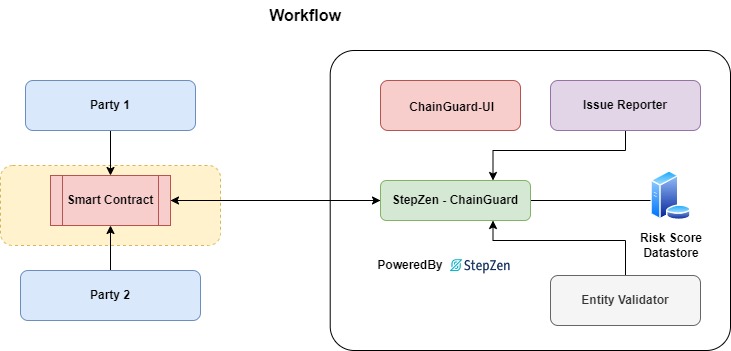 Workflow
Party 1
ChainGuard-UI
Issue Reporter
Smart Contract
StepZen - ChainGuard
Risk Score
Datastore
PoweredBy StepZen
Party 2
Entity Validator